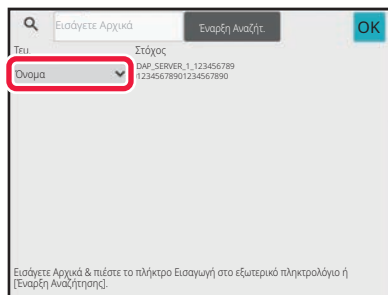 Εισάγετε Αρχικά Έναρξη Αναζήτ. OK
Τευ. Στόχος
Όνομα DAP_SERVER_1_123456789
12345678901234567890
Εισάγετε Αρχικά & πιέστε το πλήκτρο Εισαγωγή στο εξωτερικό πληκτρολόγιο ή
[Έναρξη Αναζήτησης].